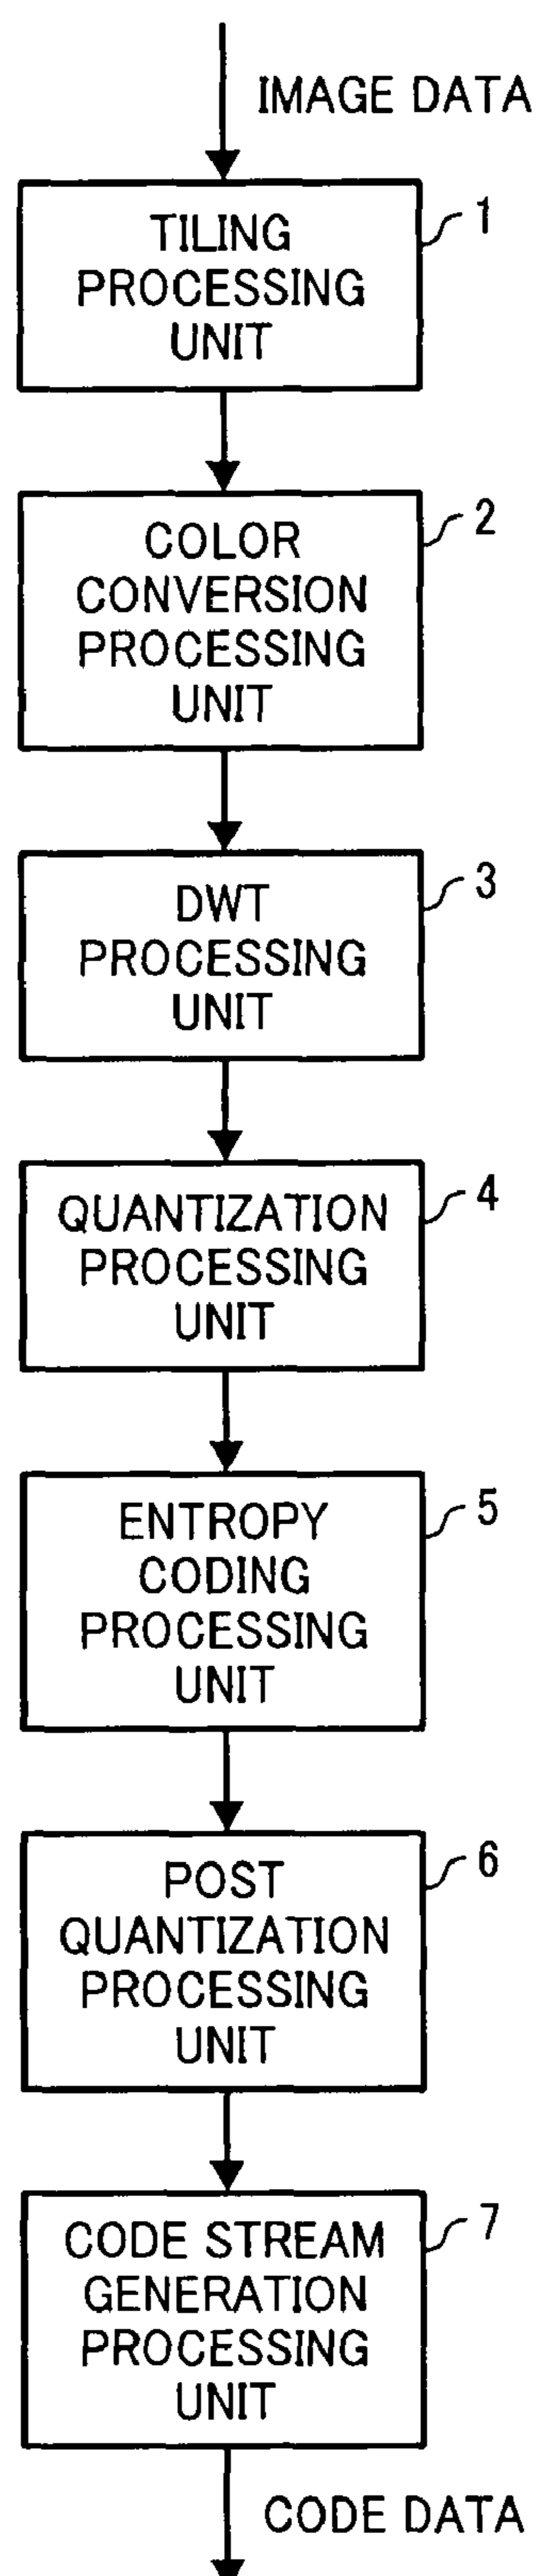 IMAGE DATA
1
TILING
PROCESSING
UNIT
2
COLOR
CONVERSION
PROCESSING
UNIT
3
DWT
PROCESSING
UNIT
4
QUANTIZATION
PROCESSING
UNIT
5
ENTROPY
CODING
PROCESSING
UNIT
6
POST
QUANTIZATION
PROCESSING
UNIT
7
CODE STREAM
GENERATION
PROCESSING
UNIT
CODE DATA